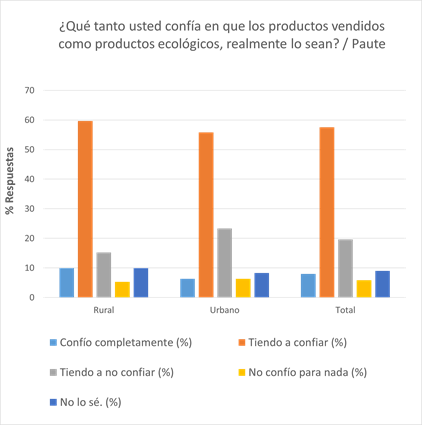 ¿Qué tanto usted confía en que los productos vendidos
como productos ecológicos, realmente lo sean? / Paute
% Respuestas
70
60
50
40
30
20
10
0
Rural
Urbano
Total
Confío completamente (%)
Tiendo a confiar (%)
Tiendo a no confiar (%)
No confío para nada (%)
No lo sé. (%)